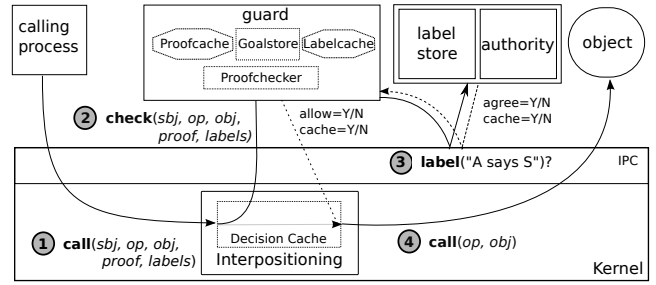 calling
process
guard
Proofcache
Goalstore
Labelcache
Proofchecker
label
store
authority
object
2 check(sbj, op, obj,
proof, labels)
allow=Y/N
cache=Y/N
agree=Y/N
cache=Y/N
3 label("A says S")?
IPC
1 call(sbj, op, obj,
proof, labels)
Decision Cache
Interpositioning
4 call(op, obj)
Kernel